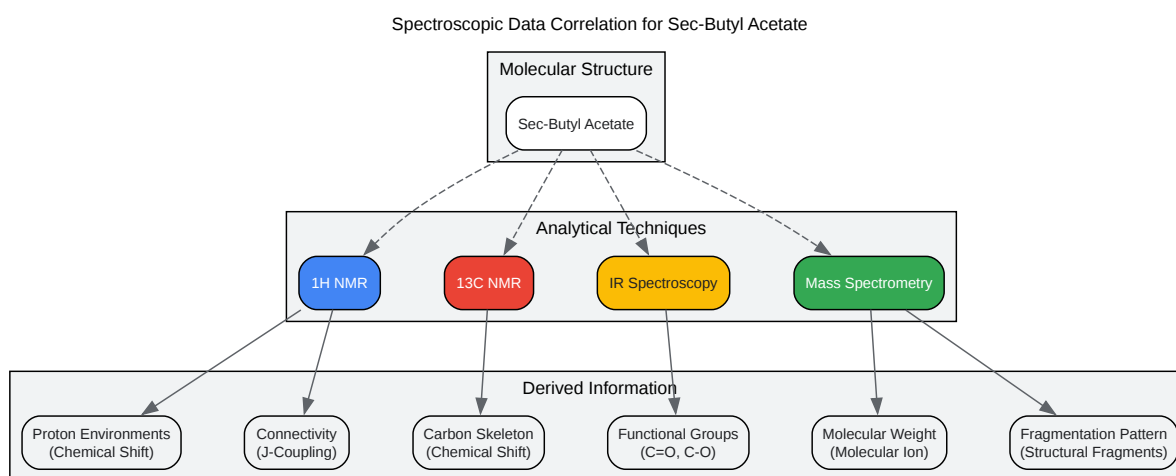 Spectroscopic Data Correlation for Sec-Butyl Acetate
Molecular Structure
Sec-Butyl Acetate
Analytical Techniques
1H NMR
13C NMR
IR Spectroscopy
Mass Spectrometry
Derived Information
Proton Environments
(Chemical Shift)
Connectivity
(J-Coupling)
Carbon Skeleton
(Chemical Shift)
Functional Groups
(C=O, C-O)
Molecular Weight
(Molecular Ion)
Fragmentation Pattern
(Structural Fragments)